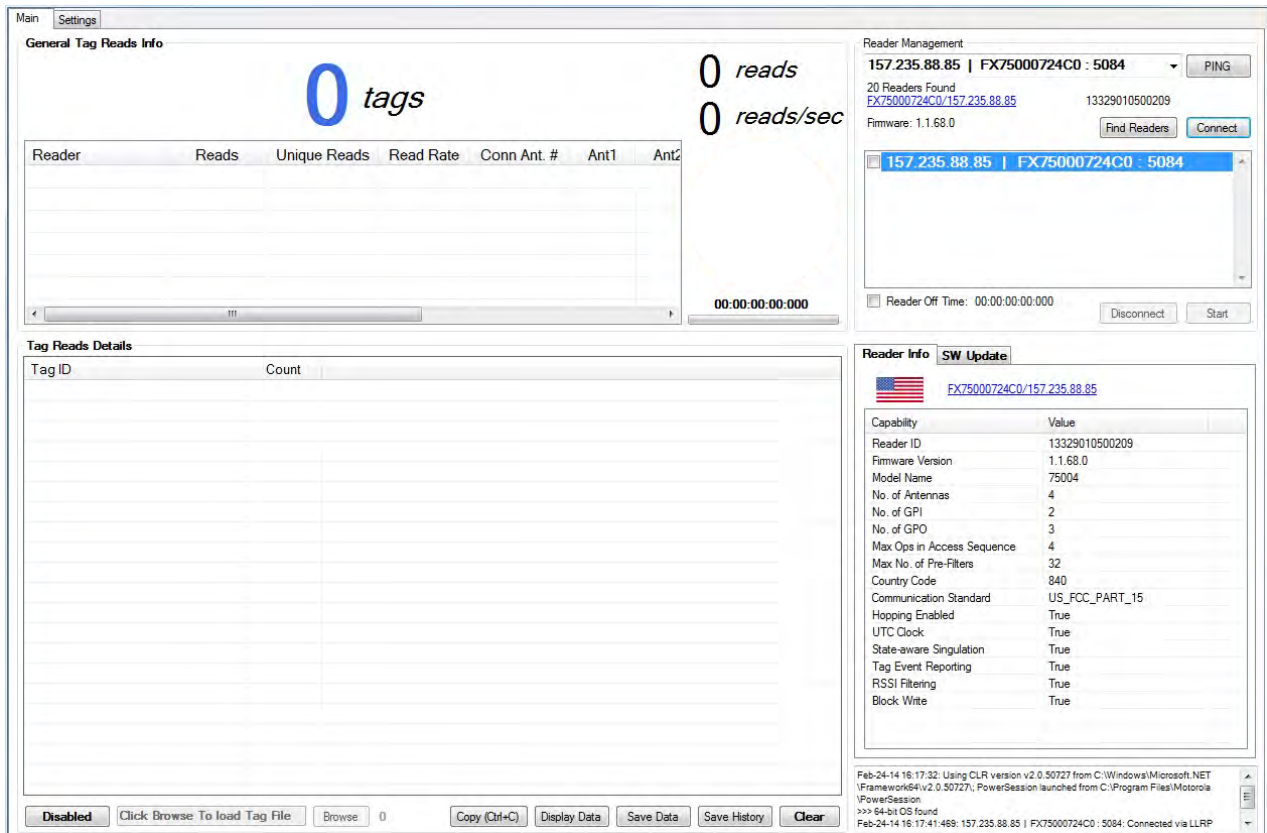 Main Settings
General Tag Reads Info
0 tags
0 reads
0 reads/sec
Reader Reads Unique Reads Read Rate Conn Ant. # Ant1 Ant2
00:00:00:00:000
Reader Management
157.235.88.85 | FX75000724C0 : 5084 PING
20 Readers Found
FX75000724C0/157.235.88.85 13329010500209
Firmware: 1.1.68.0 Find Readers Connect
157.235.88.85 | FX75000724C0 : 5084
Reader Off Time: 00:00:00:00:000
Disconnect Start
Tag Reads Details
Tag ID Count
Disabled Click Browse To load Tag File Browse 0 Copy (Ctrl+C) Display Data Save Data Save History Clear
Reader Info SW Update
FX75000724C0/157.235.88.85
Capability Value
Reader ID 13329010500209
Firmware Version 1.1.68.0
Model Name 75004
No. of Antennas 4
No. of GPI 2
No. of GPO 3
Max Ops in Access Sequence 4
Max No. of Pre-Filters 32
Country Code 840
Communication Standard US_FCC_PART_15
Hopping Enabled True
UTC Clock True
State-aware Singulation True
Tag Event Reporting True
RSSI Filtering True
Block Write True
Feb-24-14 16:17:32: Using CLR version v2.0.50727 from C:\Windows\Microsoft.NET
\Framework64\v2.0.50727\; PowerSession launched from C:\Program Files\Motorola
\PowerSession
>>> 64-bit OS found
Feb-24-14 16:17:41:469: 157.235.88.85 | FX75000724C0 : 5084: Connected via LLRP